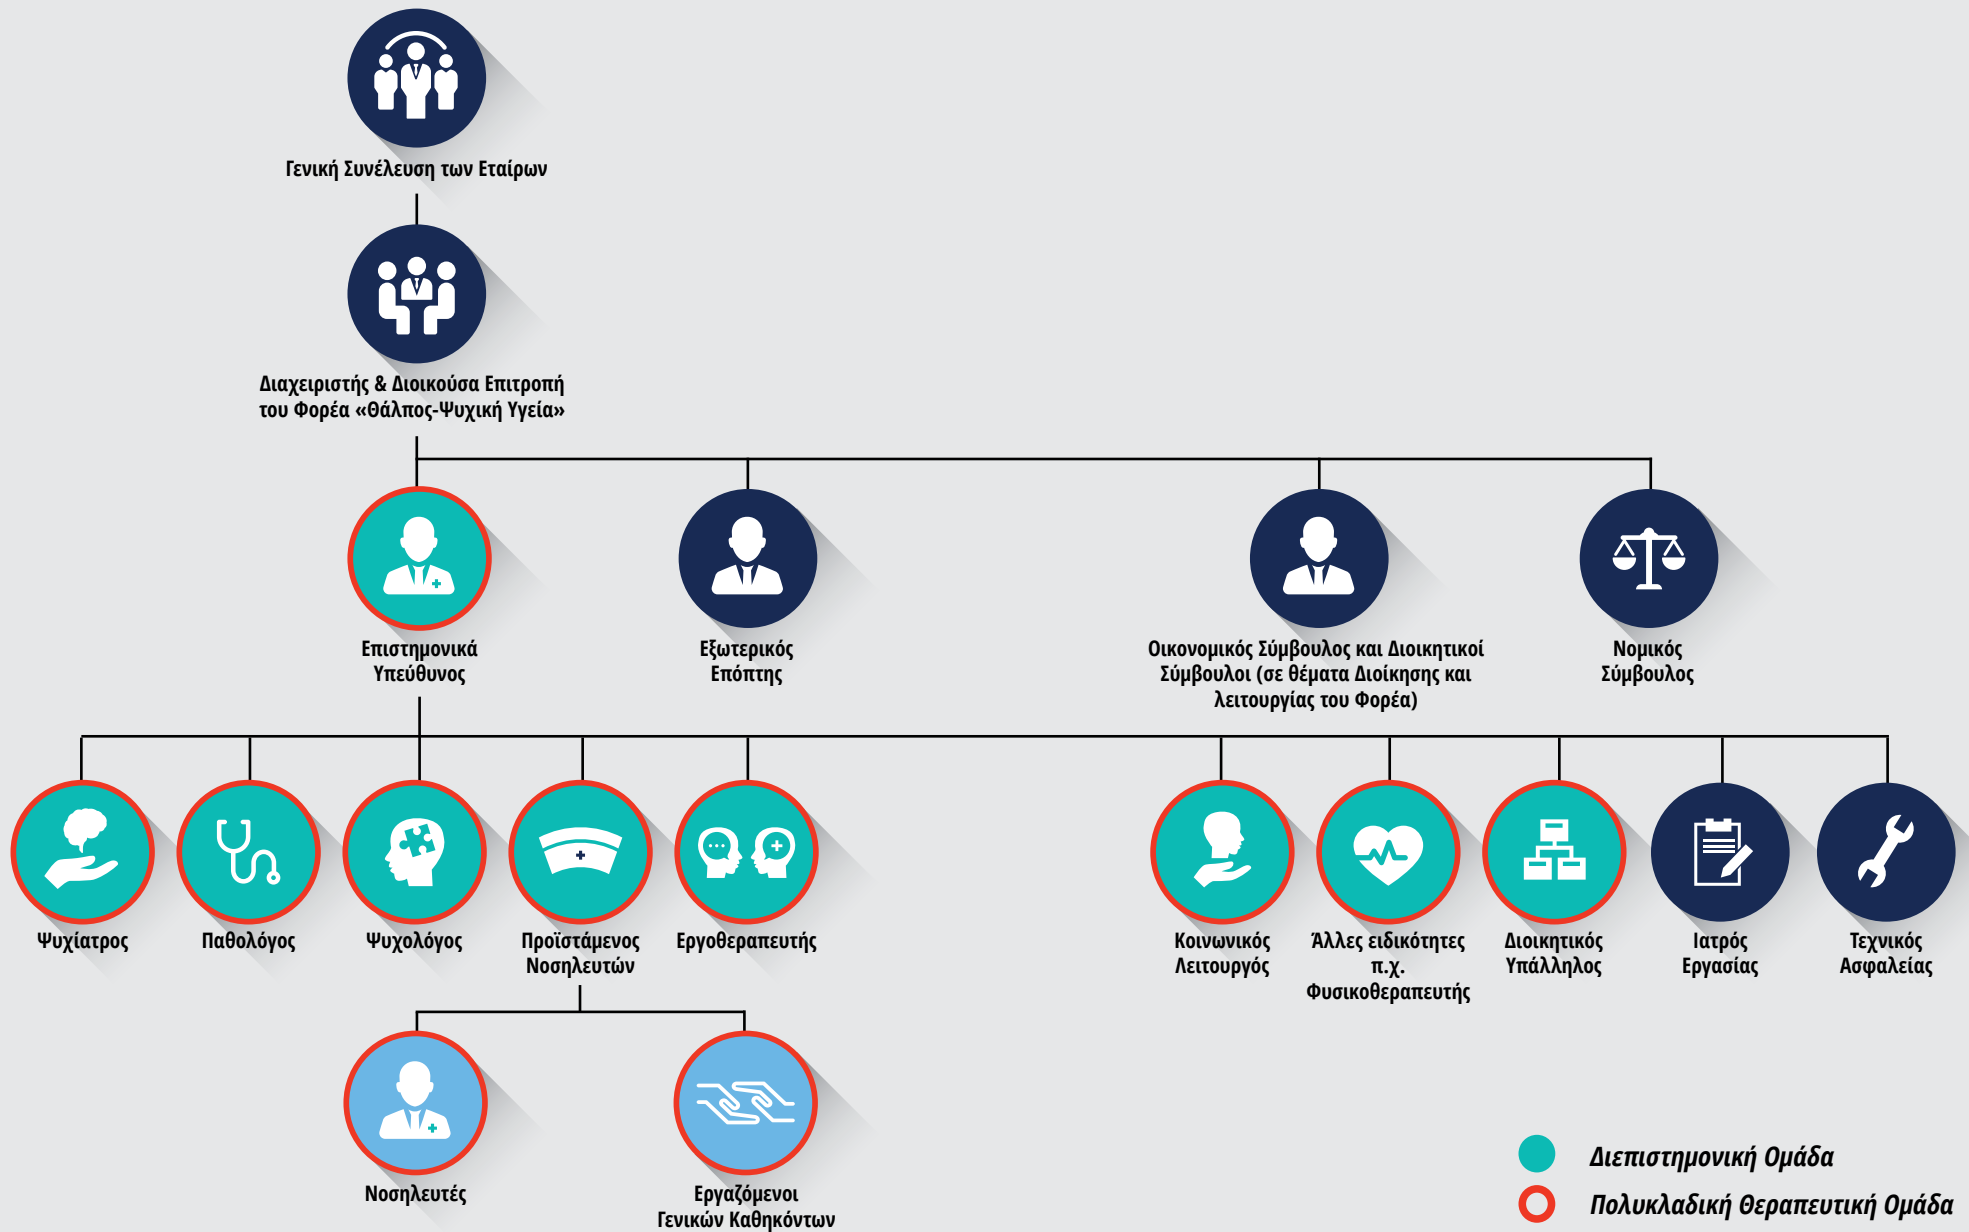 Γενική Συνέλευση των Εταίρων
Διαχειριστής & Διοικούσα Επιτροπή
του Φορέα «Θάλπος-Ψυχική Υγεία»
Επιστημονικά
Υπεύθυνος
Εξωτερικός
Επόπτης
Οικονομικός Σύμβουλος και Διοικητικοί
Σύμβουλοι (σε θέματα Διοίκησης και
λειτουργίας του Φορέα)
Νομικός
Σύμβουλος
Ψυχίατρος
Παθολόγος
Ψυχολόγος
Προϊστάμενος
Νοσηλευτών
Εργοθεραπευτής
Κοινωνικός
Λειτουργός
Άλλες ειδικότητες
π.χ.
Φυσικοθεραπευτής
Διοικητικός
Υπάλληλος
Ιατρός
Εργασίας
Τεχνικός
Ασφαλείας
Νοσηλευτές
Εργαζόμενοι
Γενικών Καθηκόντων
Διεπιστημονική Ομάδα
Πολυκλαδική Θεραπευτική Ομάδα